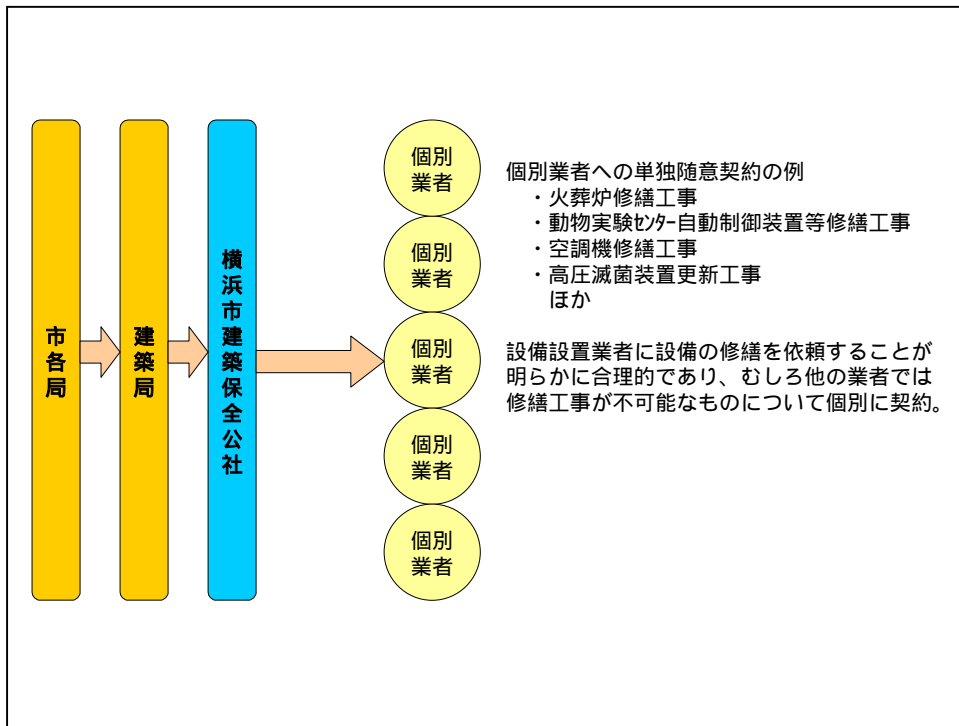 市各局
建築局
横浜市建築保全公社
個別
業者
個別
業者
個別
業者
個別
業者
個別
業者
個別業者への単独随意契約の例
・火葬炉修繕工事
・動物実験ｾﾝﾀｰ自動制御装置等修繕工事
・空調機修繕工事
・高圧滅菌装置更新工事
ほか
設備設置業者に設備の修繕を依頼することが
明らかに合理的であり、むしろ他の業者では
修繕工事が不可能なものについて個別に契約。